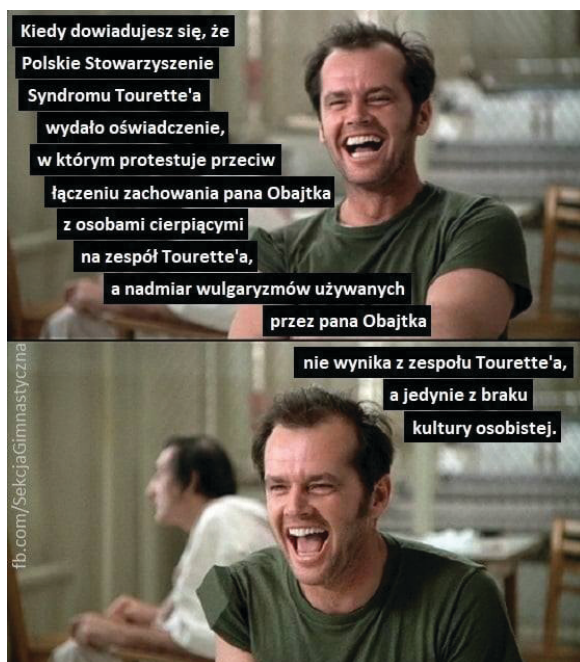 Kiedy dowiadujesz się, że
Polskie Stowarzyszenie
Syndromu Tourette'a
wydało oświadczenie,
w którym protestuje przeciw
łączeniu zachowania pana Obajtka
z osobami cierpiącymi
na zespół Tourette'a,
a nadmiar wulgaryzmów używanych
przez pana Obajtka
nie wynika z zespołu Tourette'a,
a jedynie z braku
kultury osobistej.
fb.com/SekcjaGimnastyczna